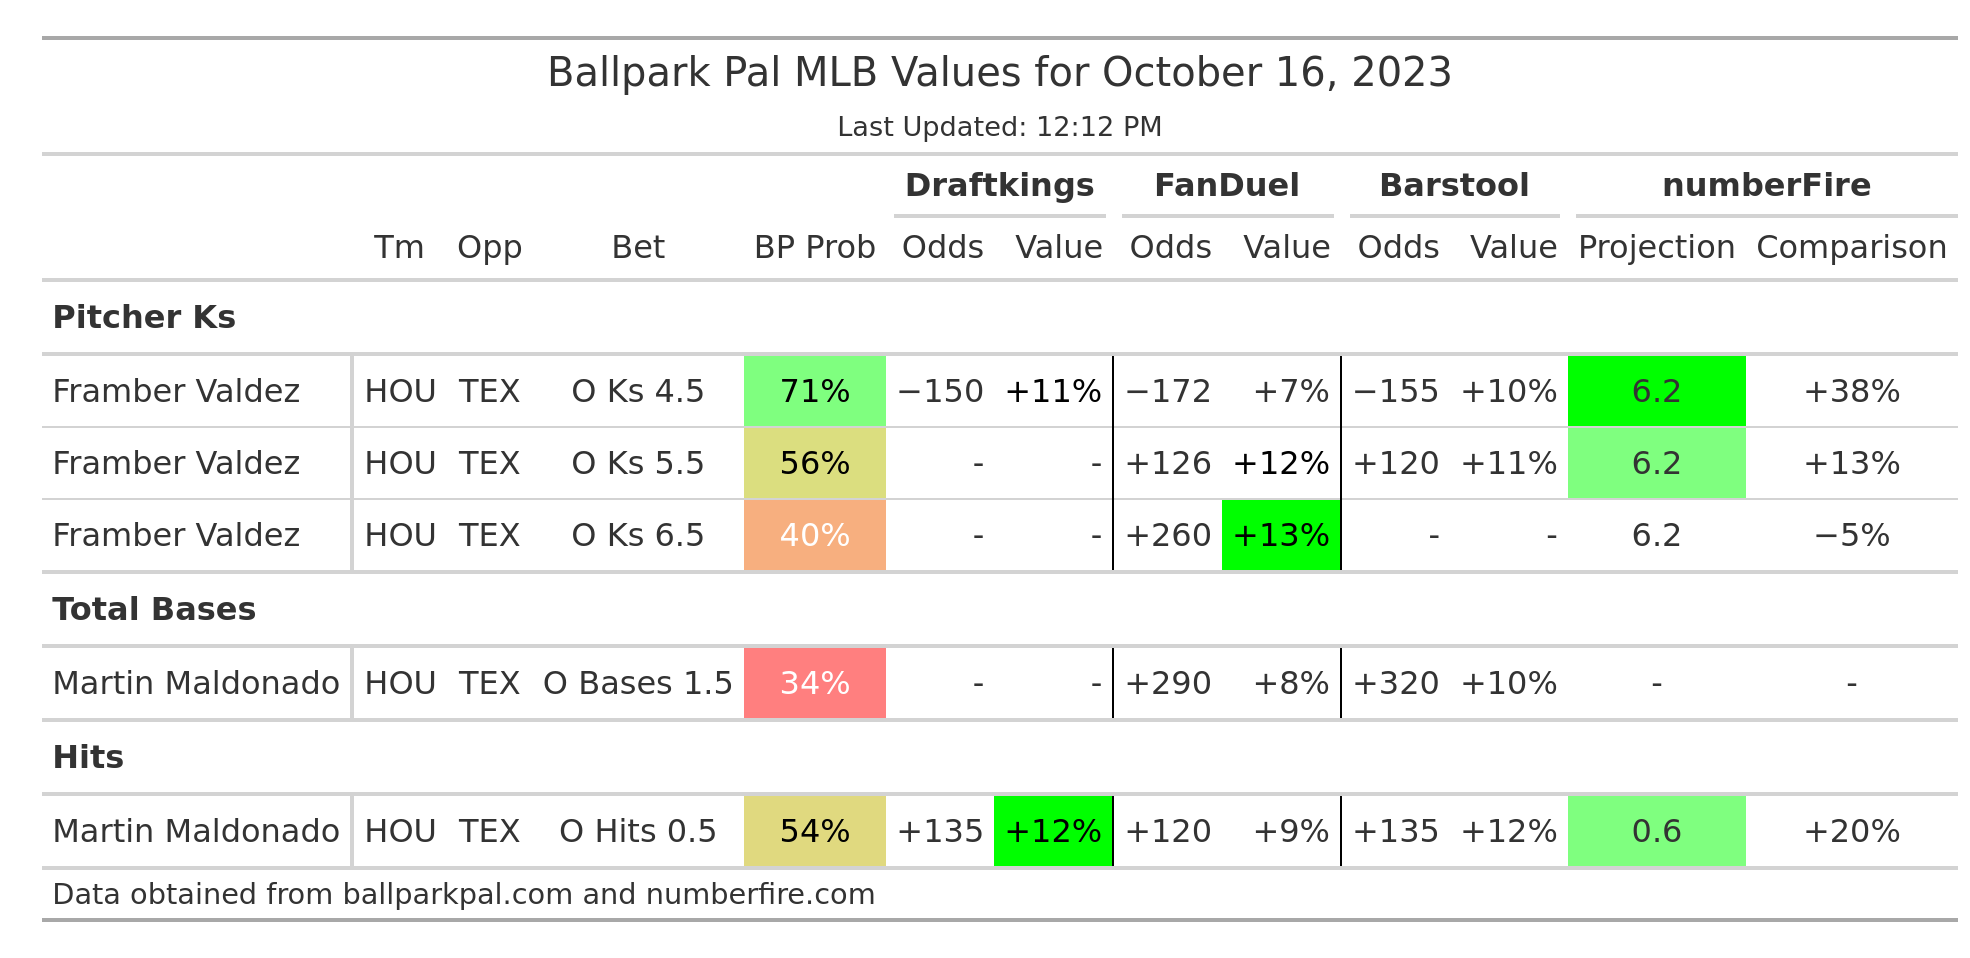 Ballpark Pal MLB Values for October 16, 2023
Last Updated: 12:12 PM
Draftkings FanDuel Barstool numberFire
Tm Opp Bet BP Prob Odds Value Odds Value Odds Value Projection Comparison
Pitcher Ks
Framber Valdez HOU TEX O Ks 4.5 71% −150 +11% −172 +7% −155 +10% 6.2 +38%
Framber Valdez HOU TEX O Ks 5.5 56% - - +126 +12% +120 +11% 6.2 +13%
Framber Valdez HOU TEX O Ks 6.5 40% - - +260 +13% - - 6.2 −5%
Total Bases
Martin Maldonado HOU TEX O Bases 1.5 34% - - +290 +8% +320 +10% - -
Hits
Martin Maldonado HOU TEX O Hits 0.5 54% +135 +12% +120 +9% +135 +12% 0.6 +20%
Data obtained from ballparkpal.com and numberfire.com